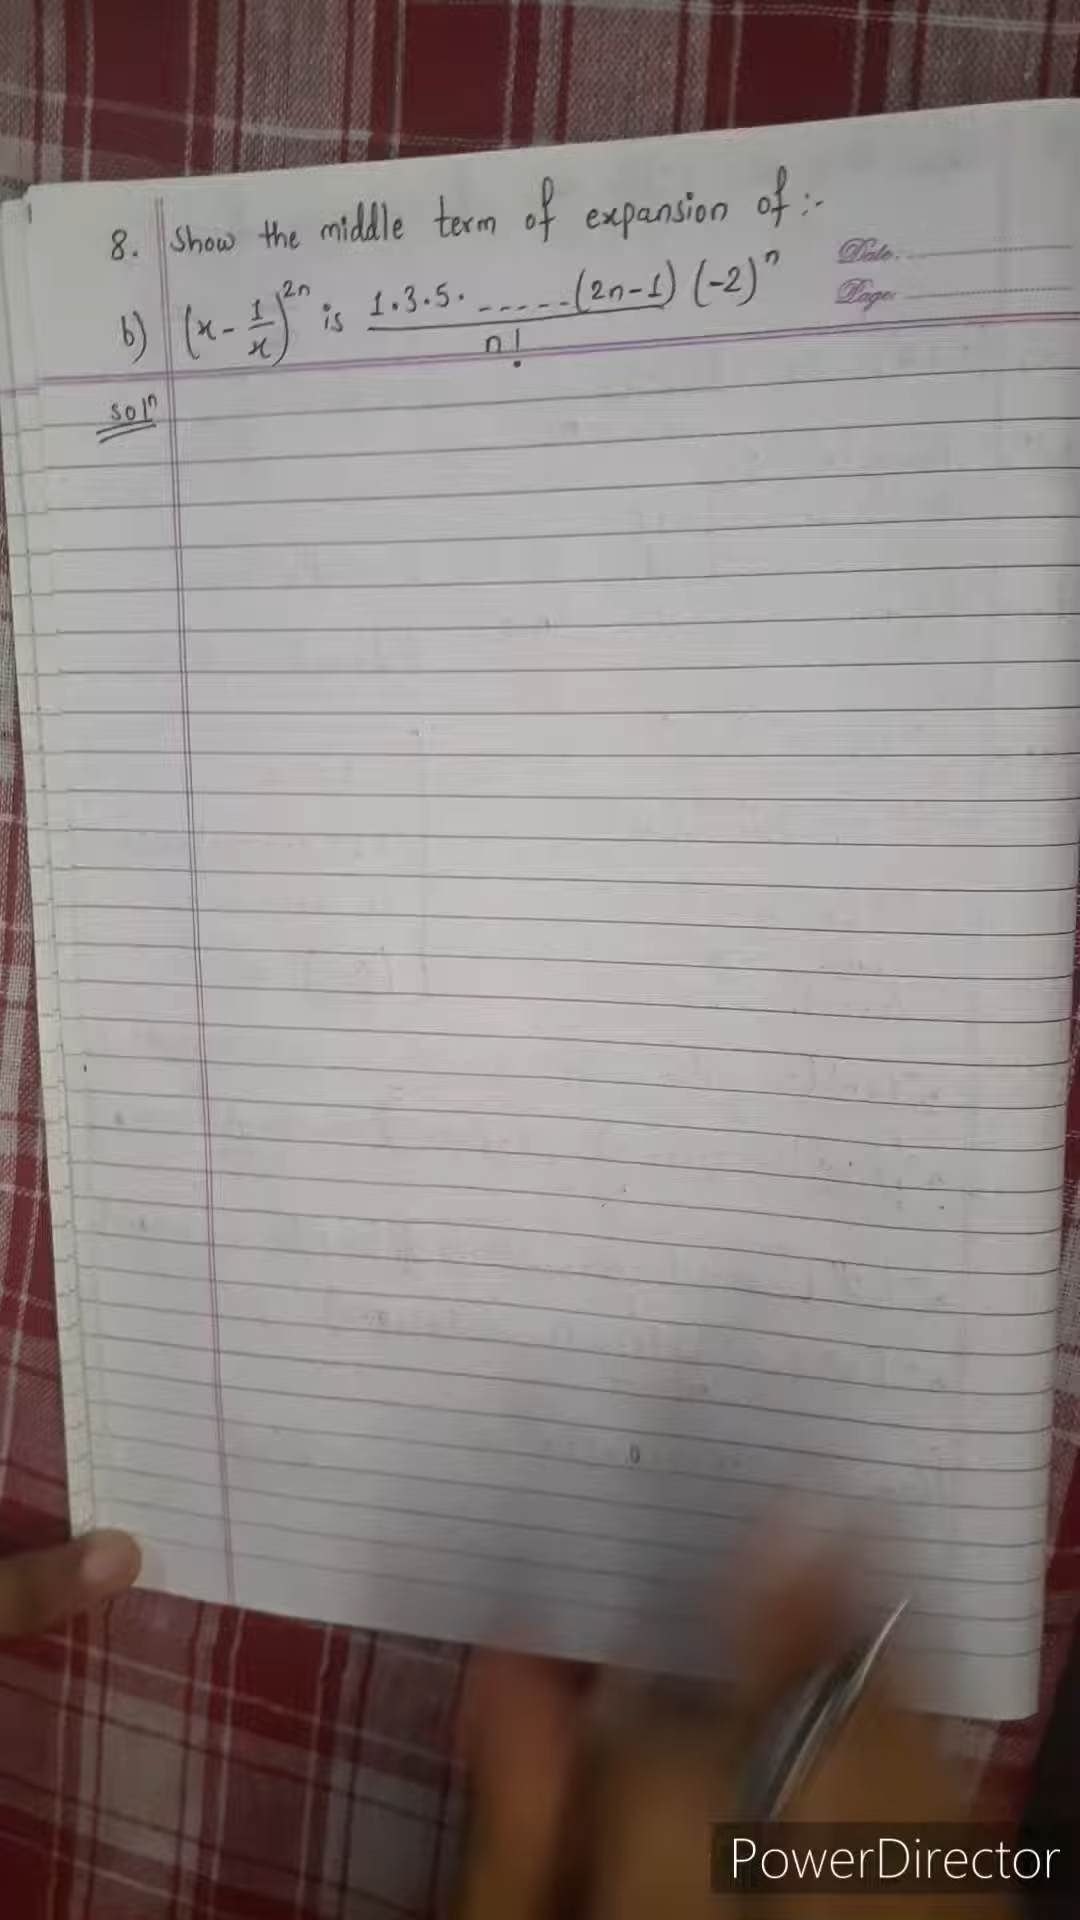 8. Show the middle term of expansion of :-
b) (x - 1/x)^2n is 1.3.5. ----- (2n-1) (-2)^n / n!
Date:
Page:
solⁿ
PowerDirector